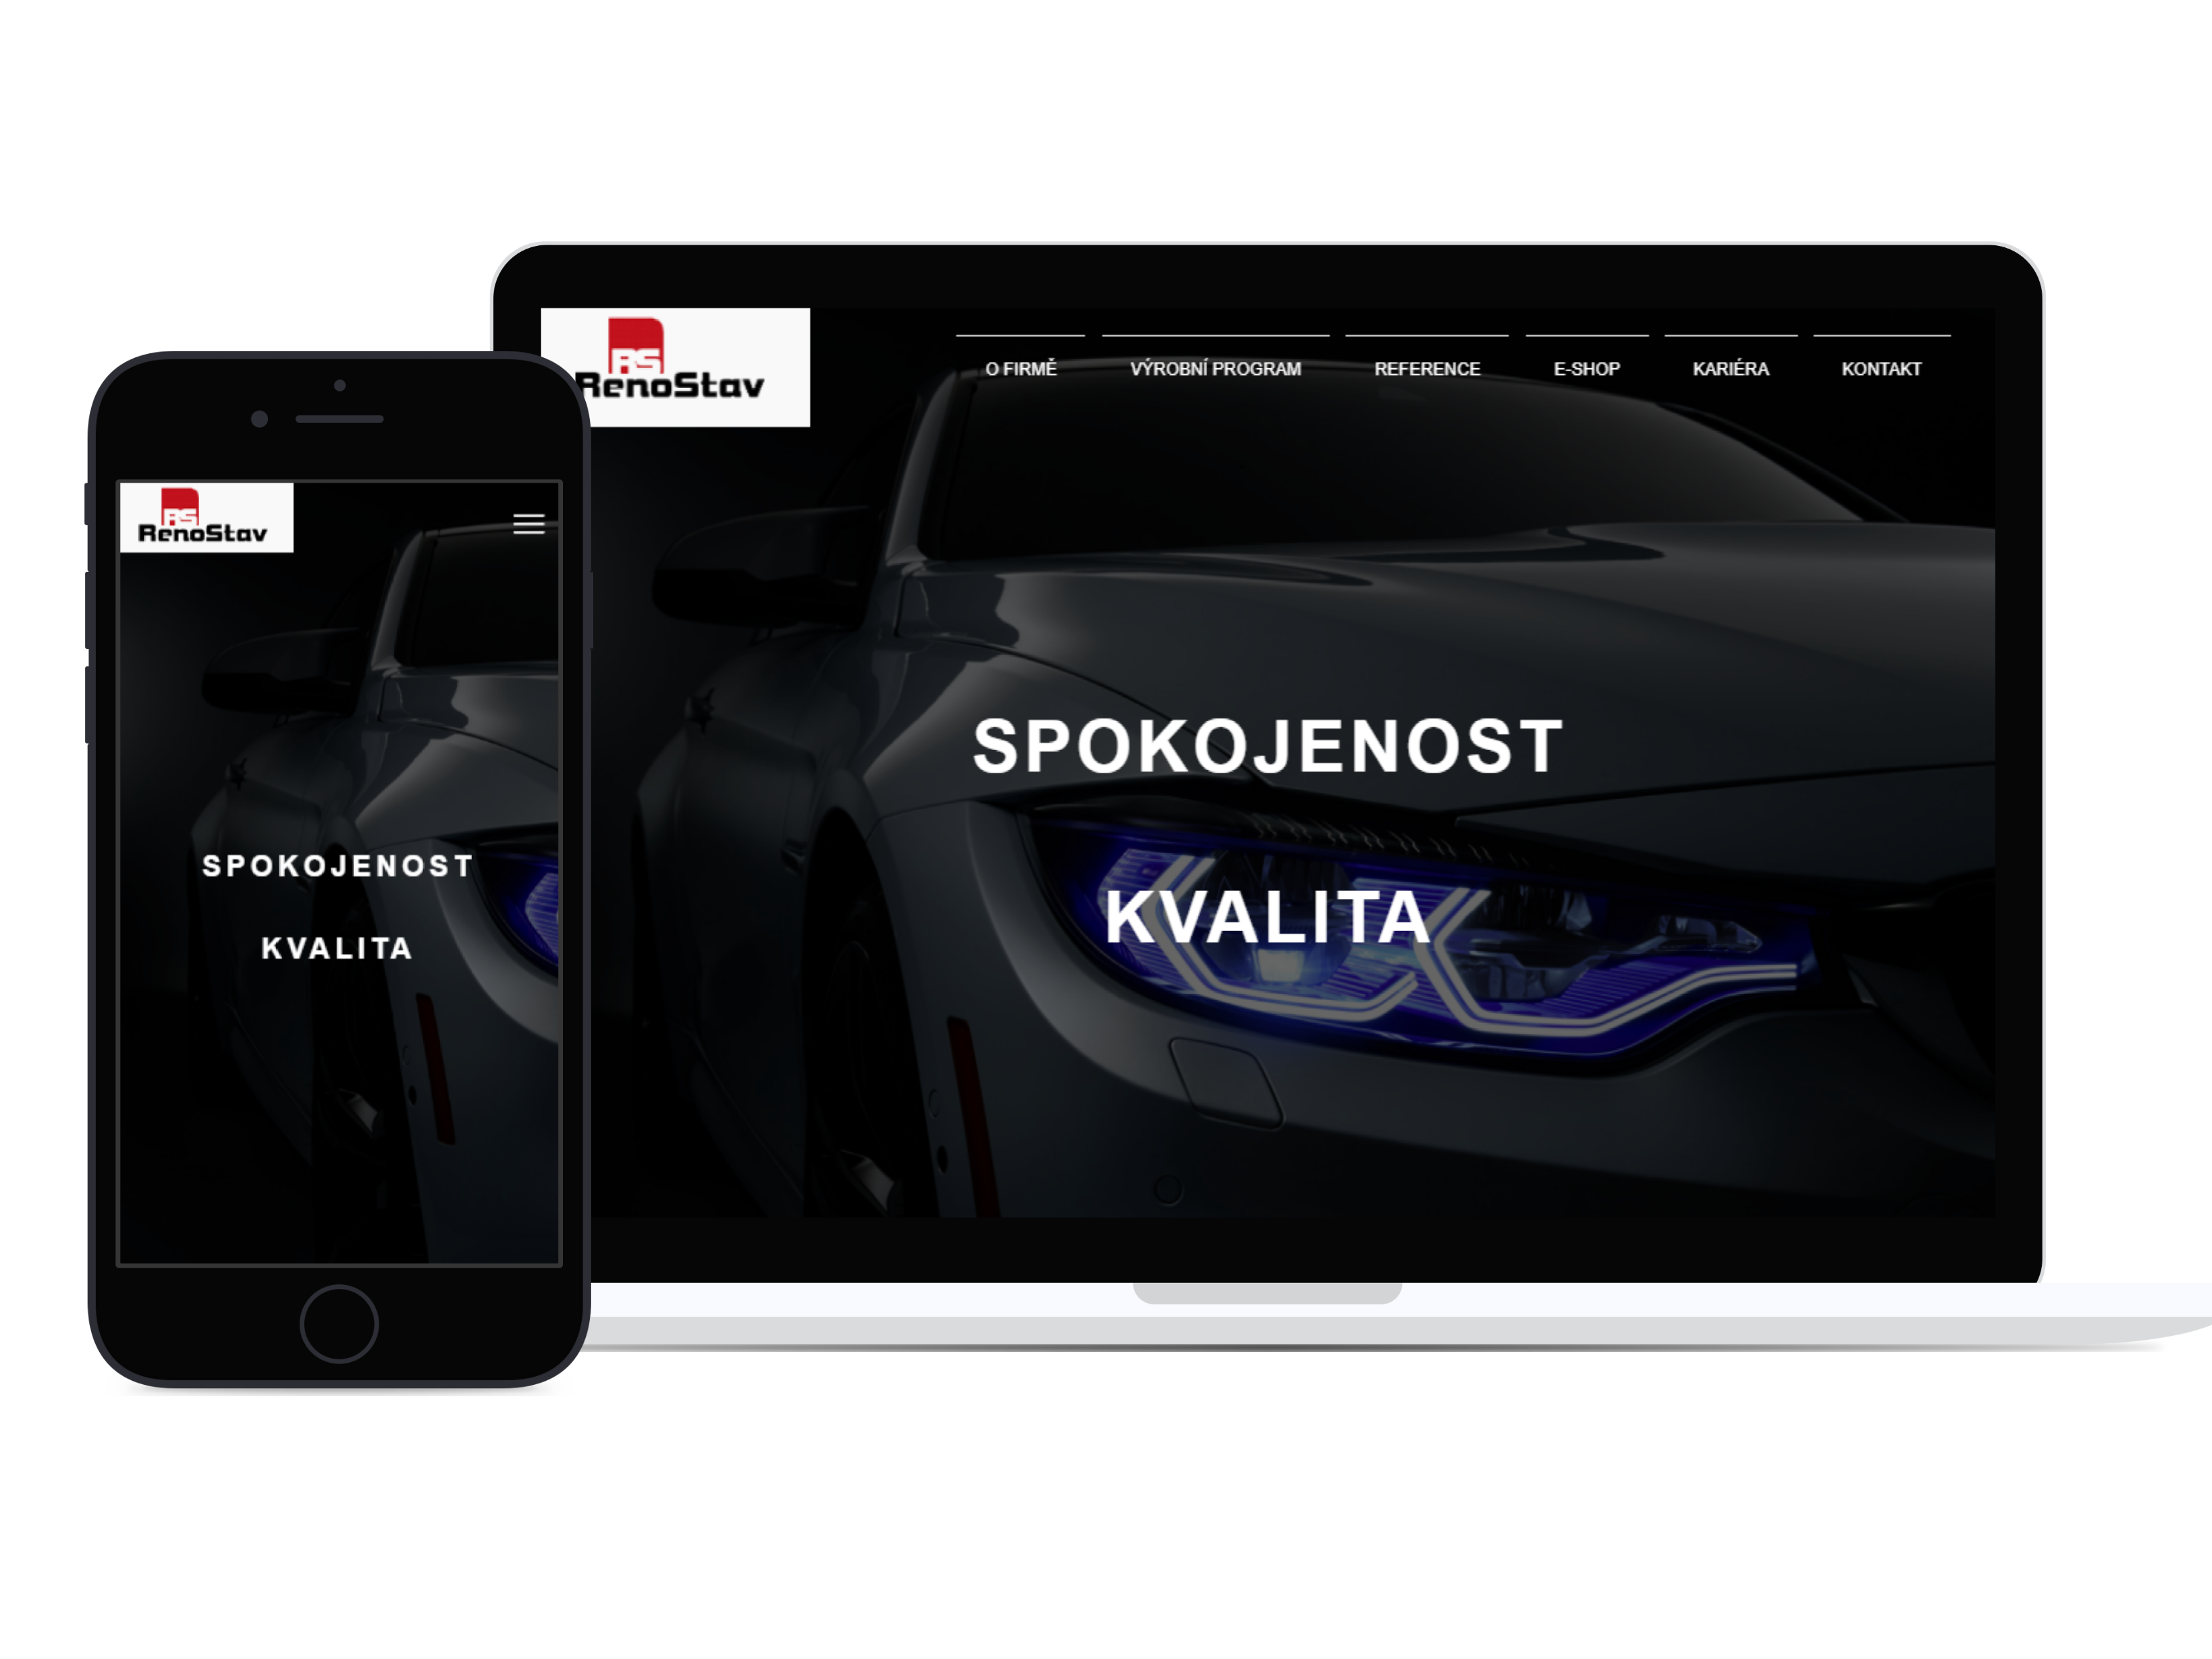 RS
RenoStav
O FIRMĚ
VÝROBNÍ PROGRAM
REFERENCE
E-SHOP
KARIÉRA
KONTAKT
SPOKOJENOST
KVALITA
RS
RenoStav
SPOKOJENOST
KVALITA